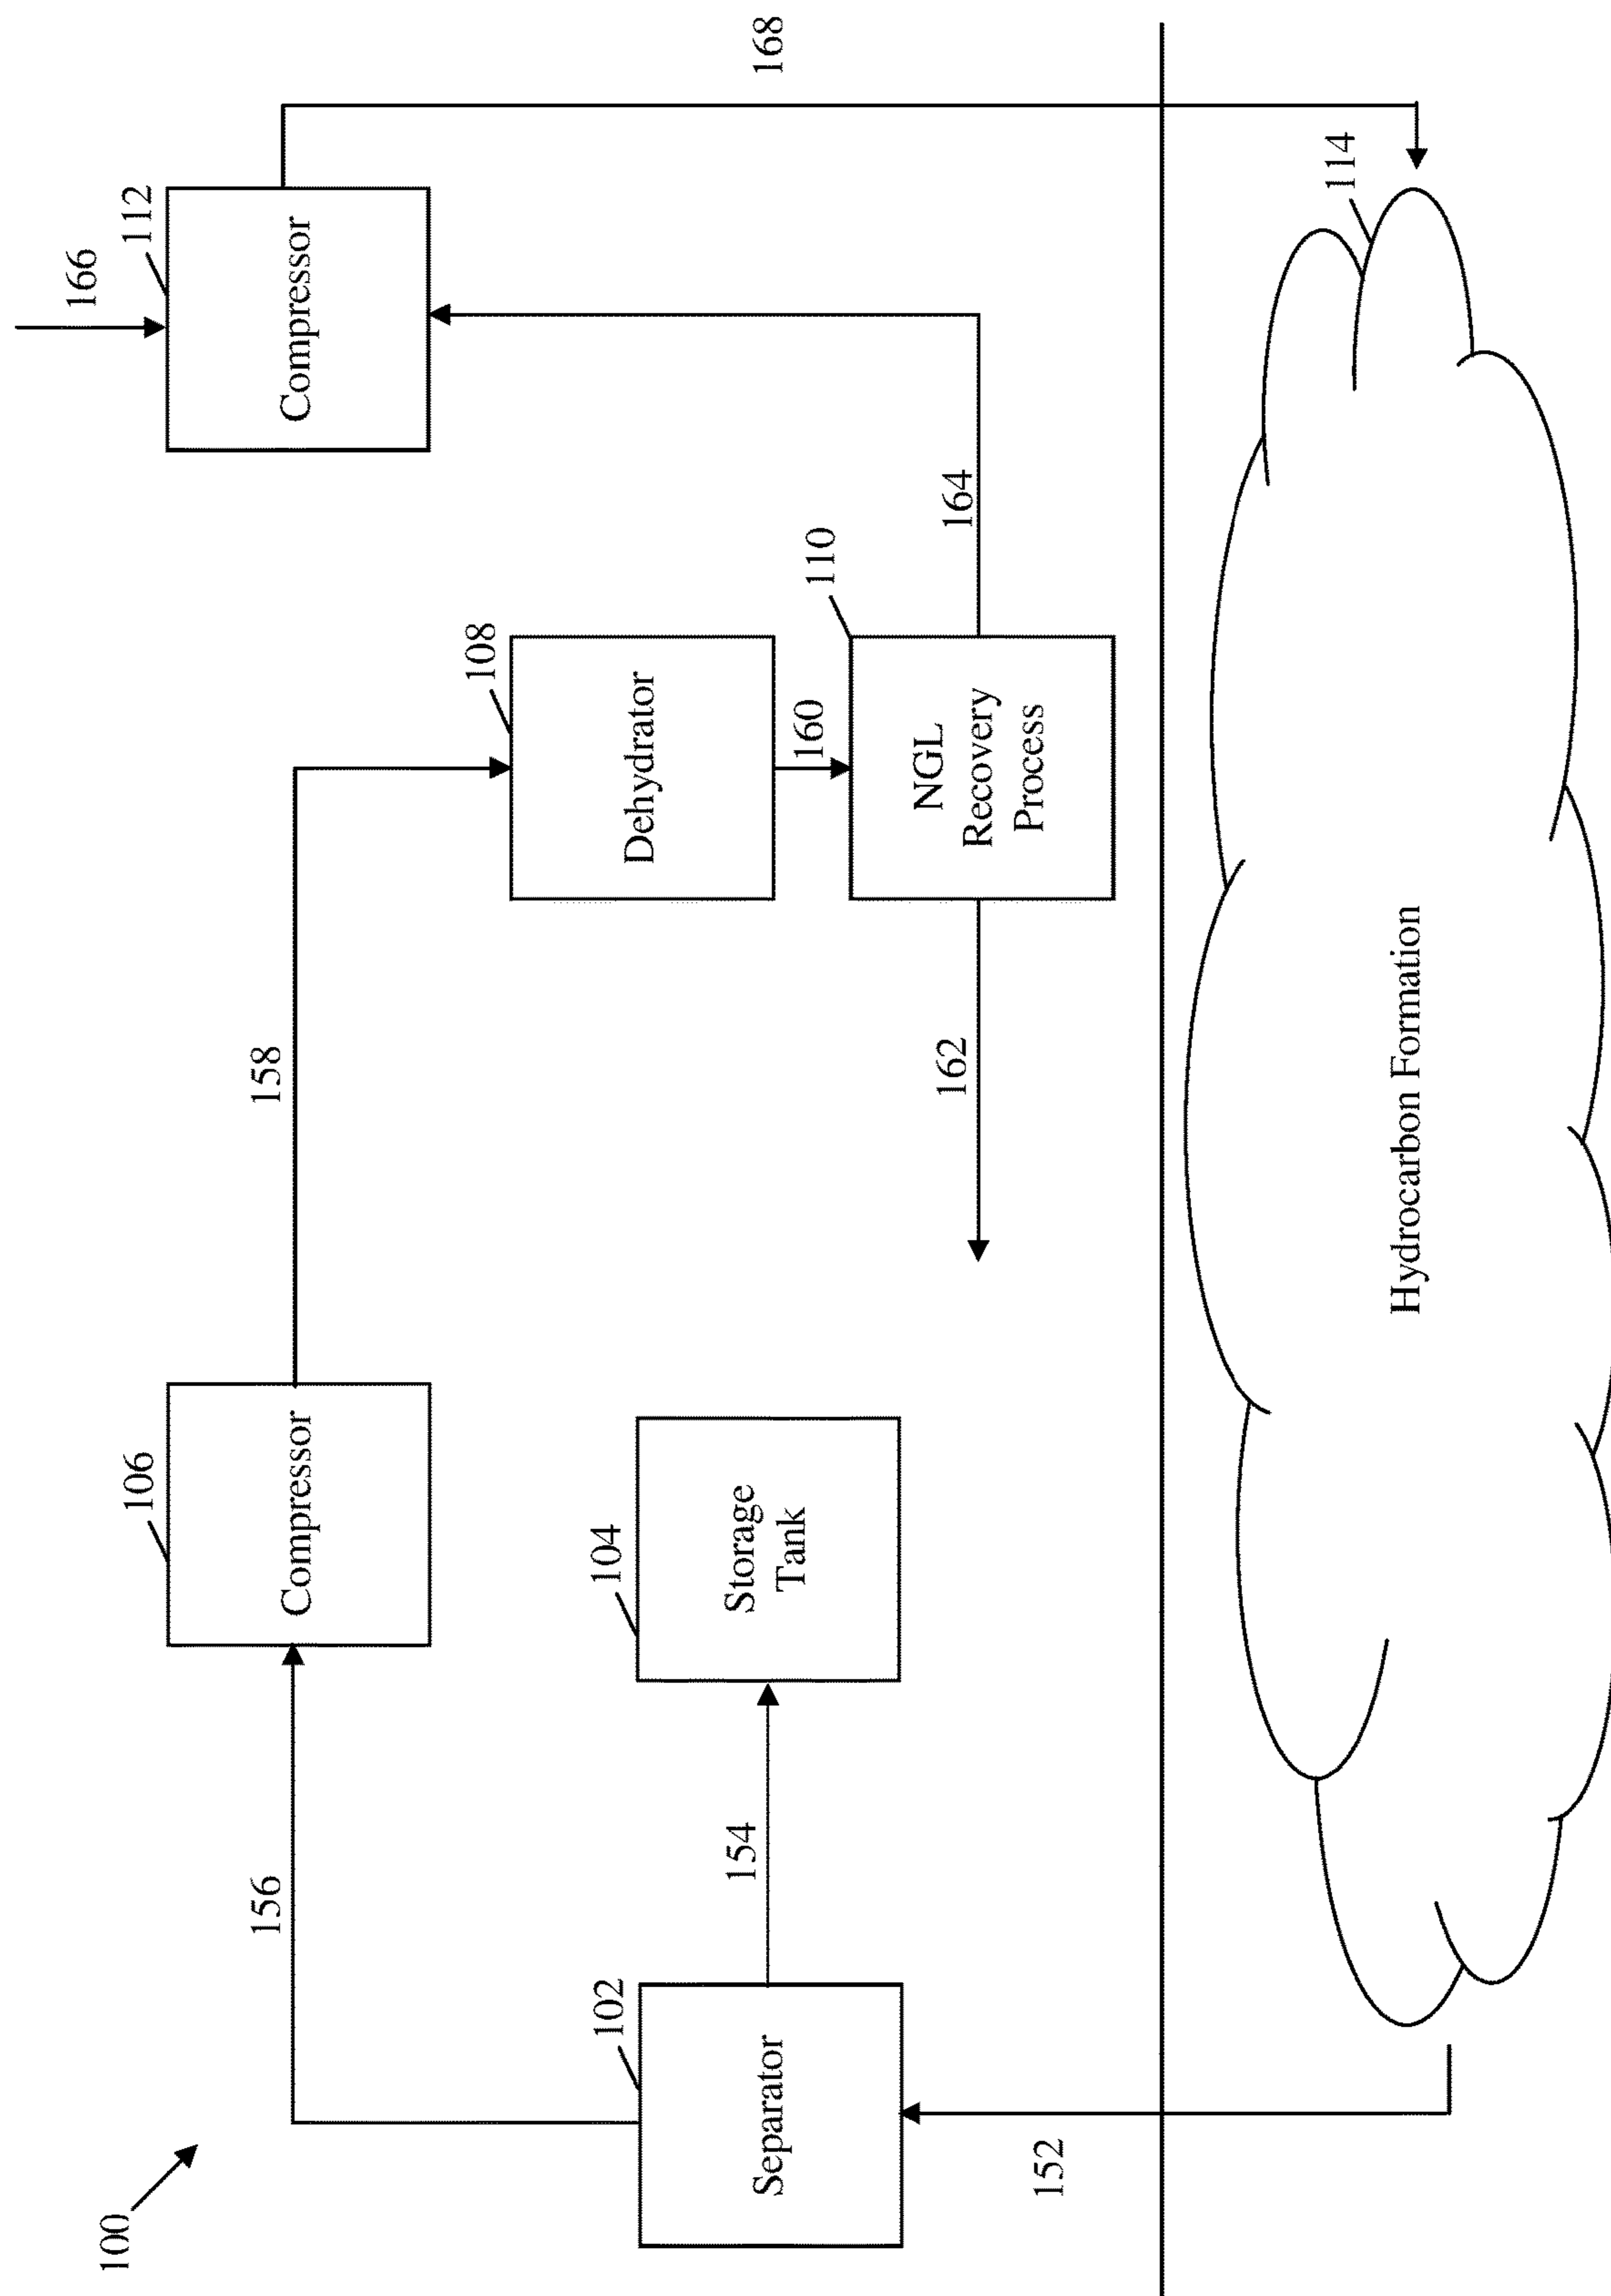 100
156
106
Compressor
158
166
112
Compressor
168
102
Separator
154
104
Storage
Tank
108
Dehydrator
160
110
NGL
Recovery
Process
162
164
152
114
Hydrocarbon Formation